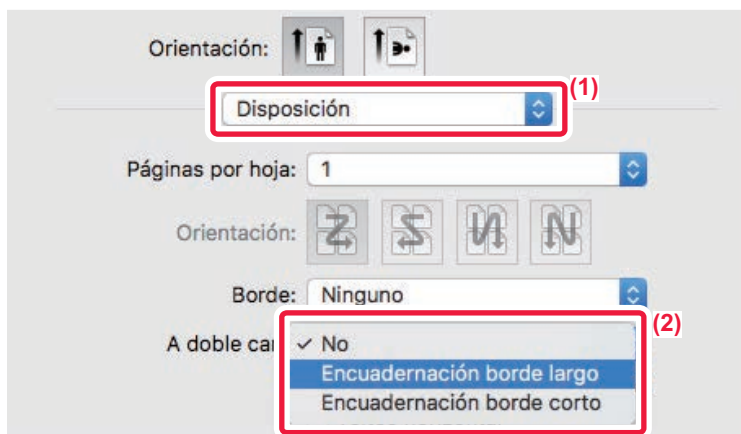 Orientación:
(1)
Disposición
Páginas por hoja: 1
Orientación:
Borde: Ninguno
(2)
A doble car ✓ No
Encuadernación borde largo
Encuadernación borde corto